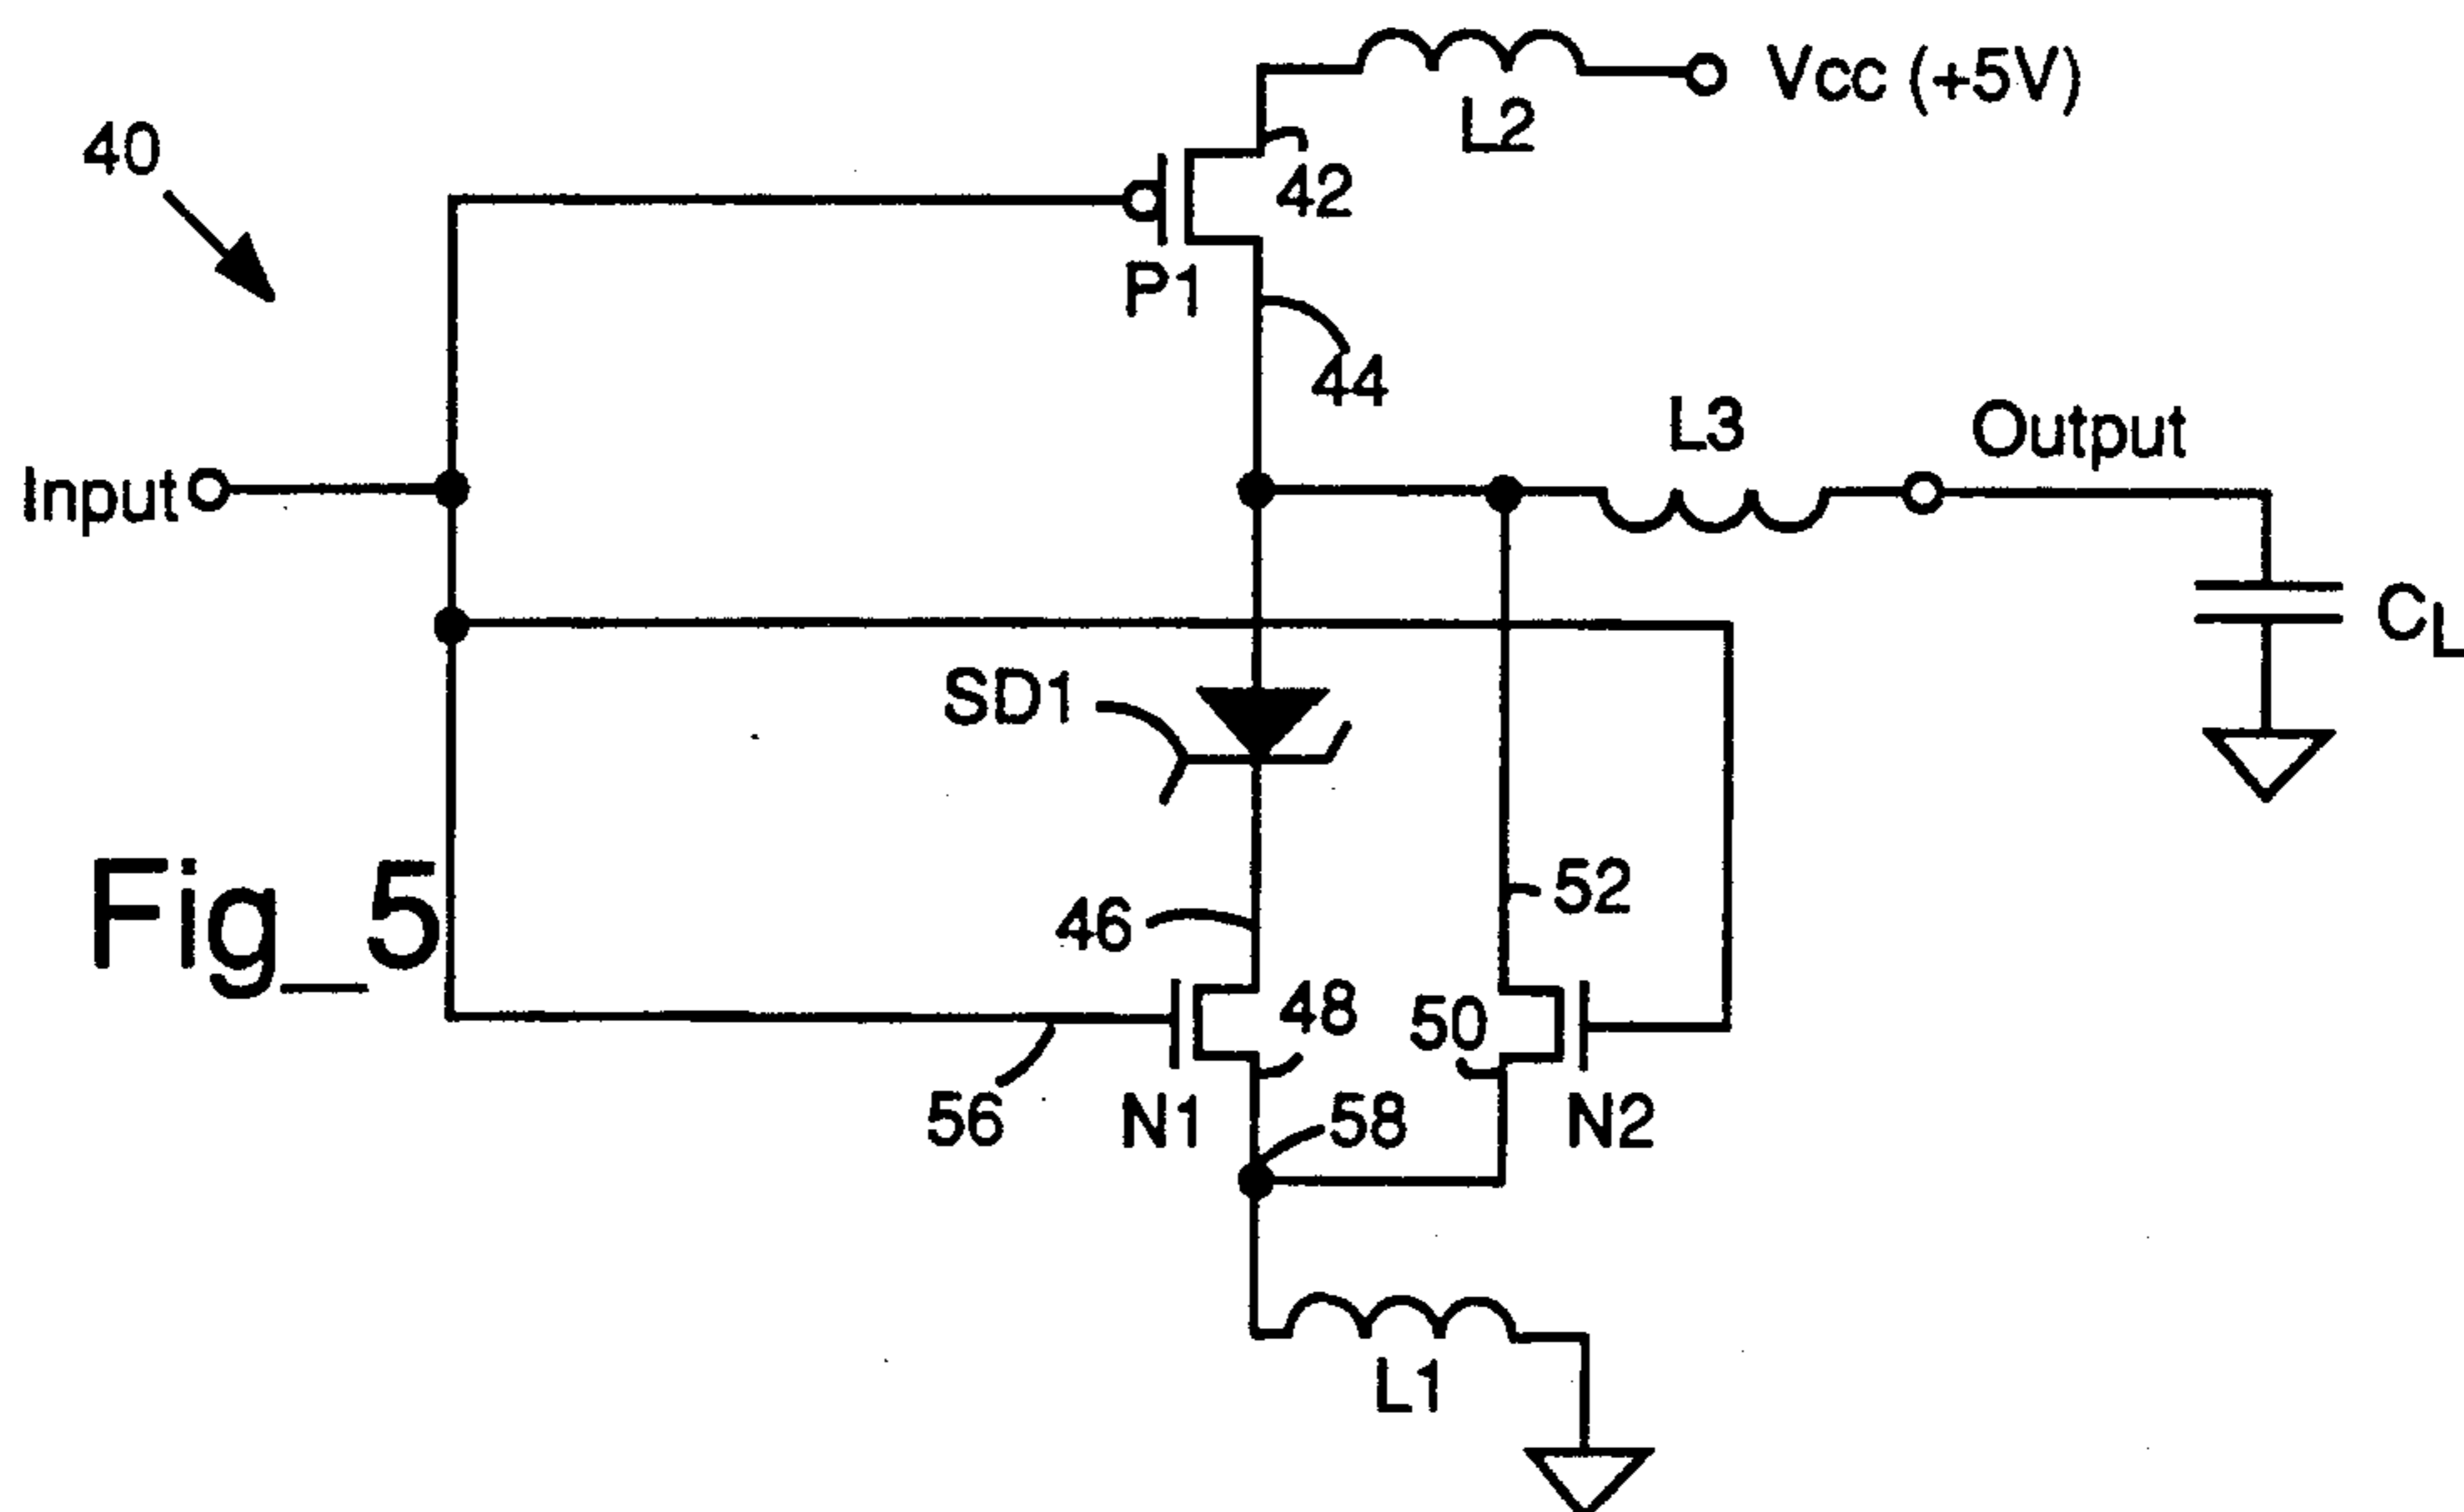 Vcc (+5V)
L2
40
42
P1
44
L3
Output
Input
CL
SD1
Fig_5
52
46
48
50
56
N1
58
N2
L1